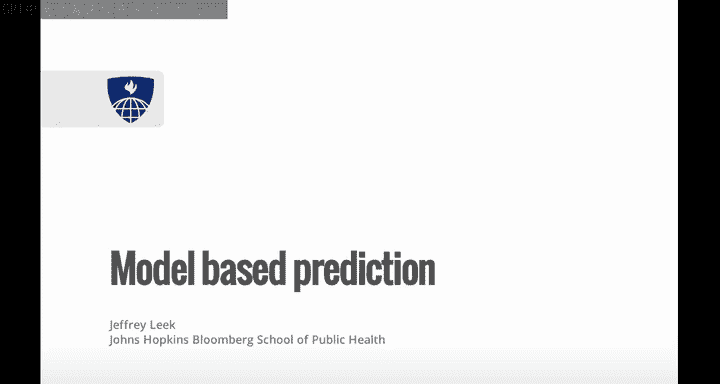 Model based prediction
Jeffrey Leek
Johns Hopkins Bloomberg School of Public Health